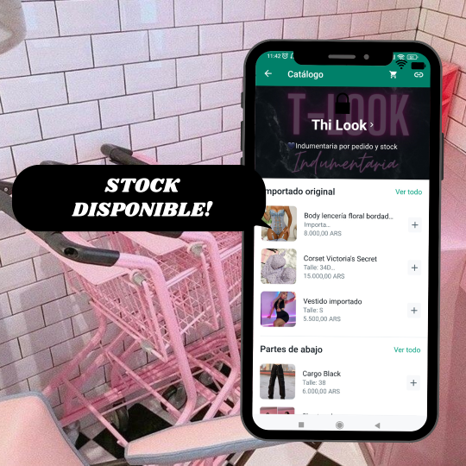 STOCK
DISPONIBLE!
11:42
Catálogo
T-LOOK
Thi Look ›
Indumentaria por pedido y stock
Indumentaria
Importado original
Ver todo
Body lencería floral bordad...
Importa...
8.000,00 ARS
Corset Victoria's Secret
Talle: 34D...
15.000,00 ARS
Vestido importado
Talle: S
5.500,00 ARS
Partes de abajo
Ver todo
Cargo Black
Talle: 38
6.000,00 ARS